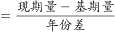 = 现期量-基期量
年份差